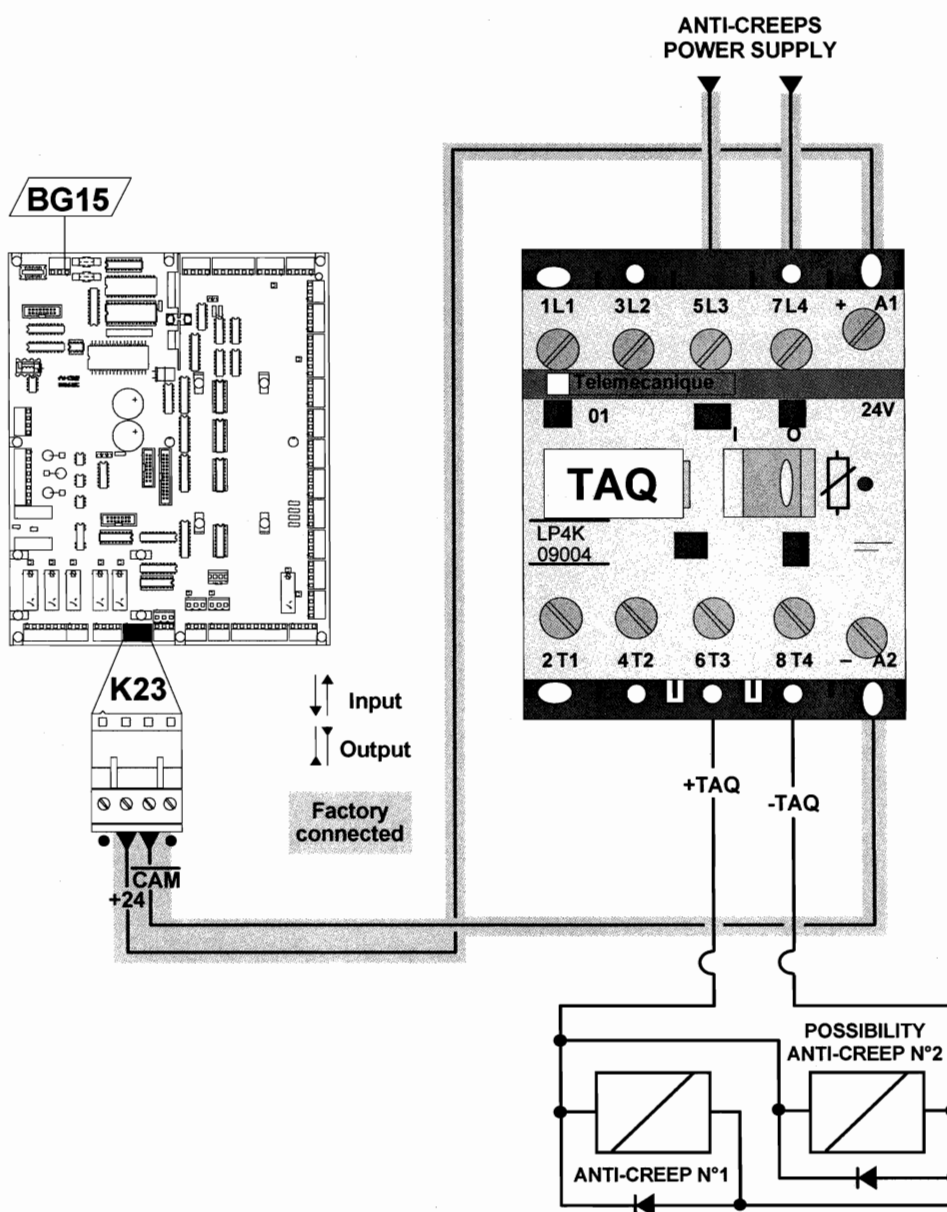 ANTI-CREEPS
POWER SUPPLY
BG15
1L1 3L2 5L3 7L4 + A1
Telemecanique
01 24V
I O
TAQ
LP4K
09004
2T1 4T2 6T3 8T4 – A2
K23
Input
Output
Factory
connected
+TAQ
-TAQ
CAM
+24
POSSIBILITY
ANTI-CREEP N°2
ANTI-CREEP N°1